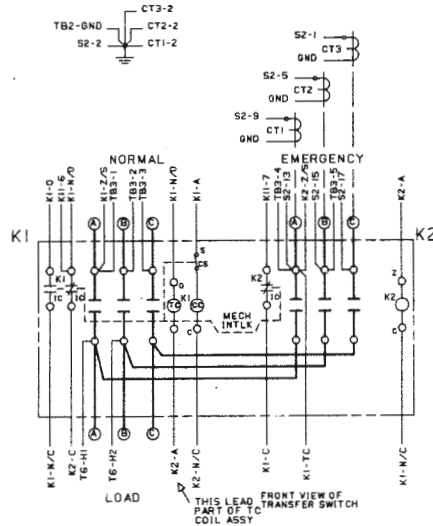 CT3-2
TB2-GND
CT2-2
S2-2
CT1-2
S2-1
CT3
GND
S2-5
CT2
GND
S2-9
CT1
GND
NORMAL
EMERGENCY
K1-D
K11-6
K1-N/O
K1-Z/S
TB3-1
TB3-2
TB3-3
K1-N/O
K1-A
K11-7
TB3-4
S2-13
K2-Z/S
S2-15
TB3-5
S2-17
K2-A
A
B
C
A
B
C
K1
K2
S
CS
K1
1C
1C
D
TC
K1
CC
C
K2
1C
Z
K2
C
MECH
INTLK
A
B
C
K1-N/C
K2-C
T6-H1
T6-H2
K2-A
K2-N/C
K1-C
K1-TC
K1-N/C
LOAD
THIS LEAD
PART OF TC
COIL ASSY
FRONT VIEW OF
TRANSFER SWITCH